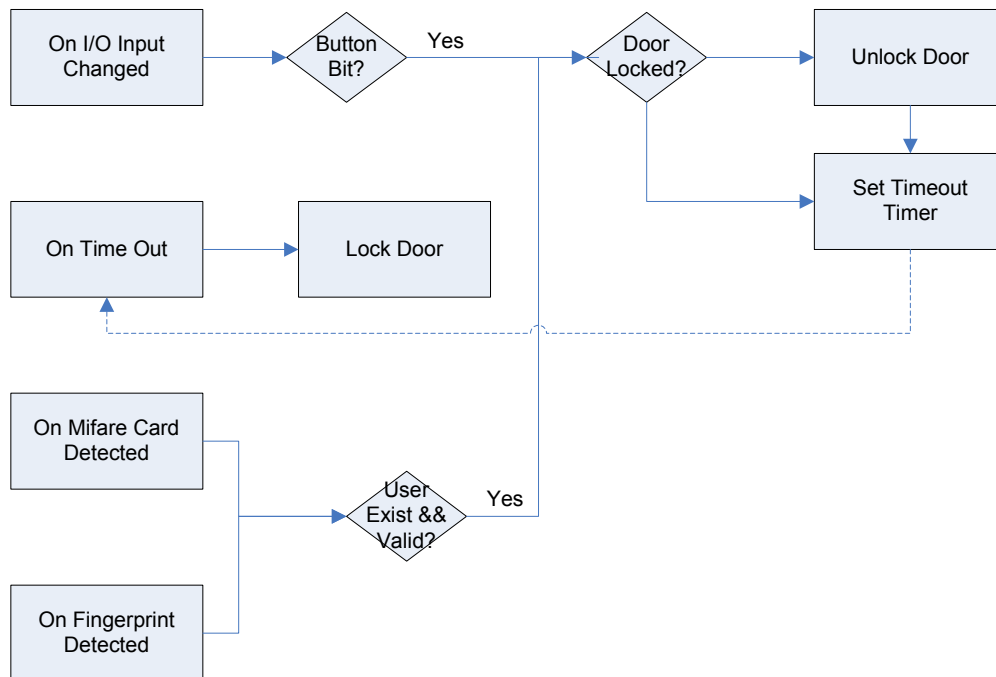 On I/O Input
Changed
Button
Bit?
Yes
Door
Locked?
Unlock Door
Set Timeout
Timer
On Time Out
Lock Door
On Mifare Card
Detected
User
Exist &&
Valid?
Yes
On Fingerprint
Detected